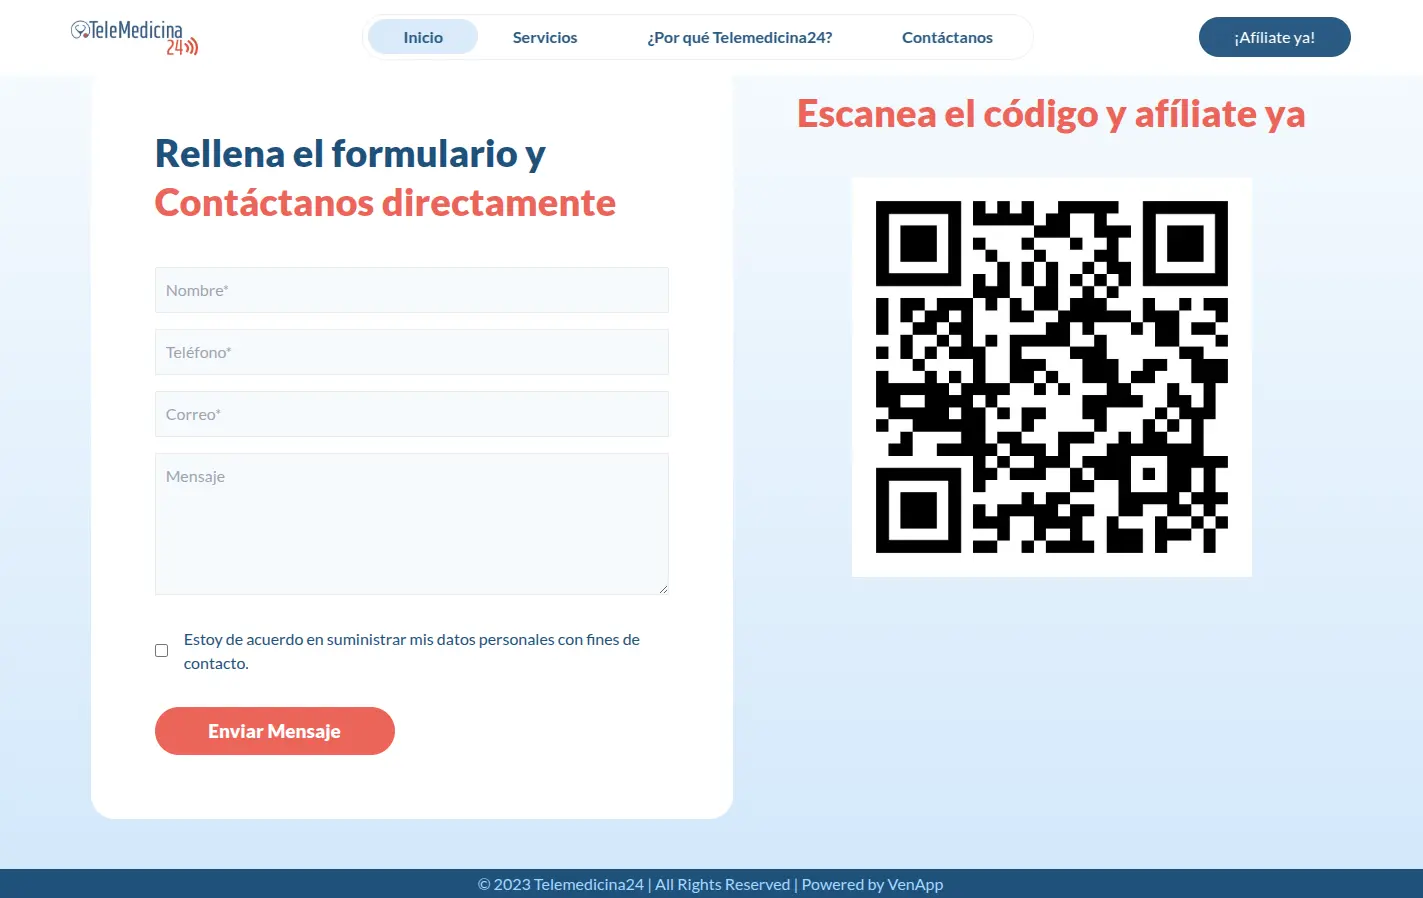 TeleMedicina
24
Inicio
Servicios
¿Por qué Telemedicina24?
Contáctanos
¡Afíliate ya!
Rellena el formulario y
Contáctanos directamente
Nombre*
Teléfono*
Correo*
Mensaje
Estoy de acuerdo en suministrar mis datos personales con fines de
contacto.
Enviar Mensaje
Escanea el código y afíliate ya
© 2023 Telemedicina24 | All Rights Reserved | Powered by VenApp